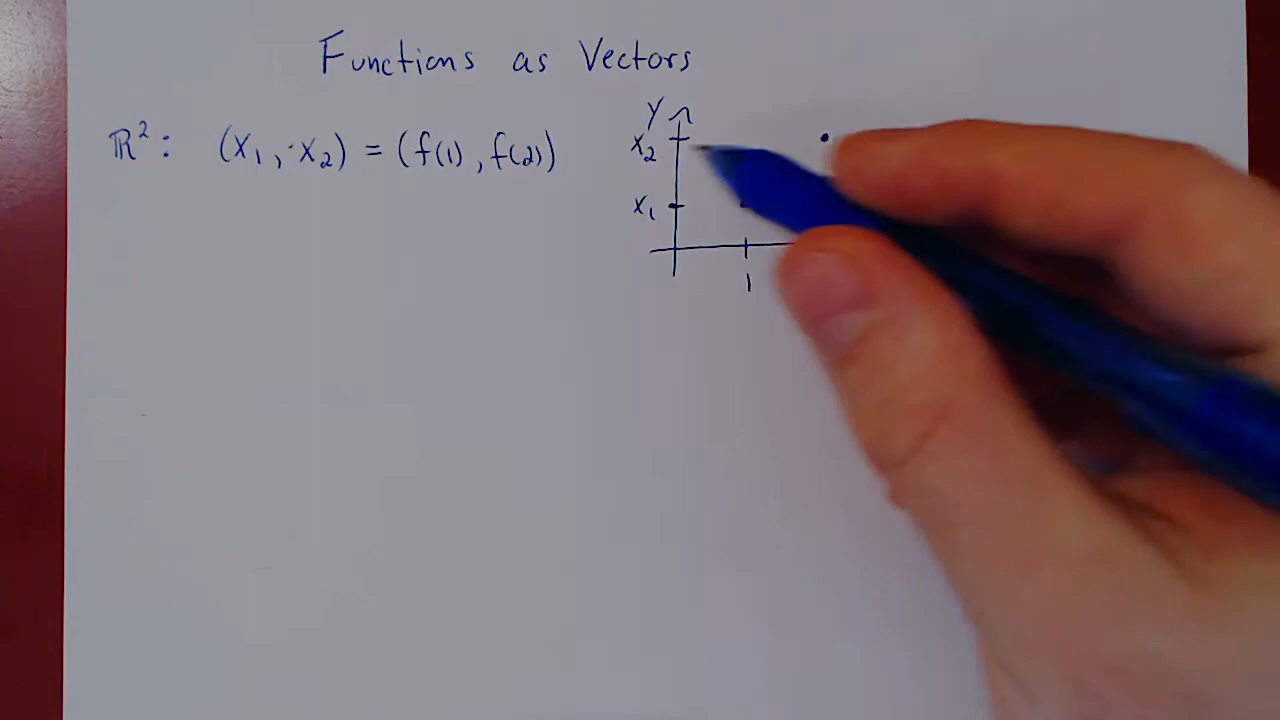 Functions as Vectors
ℝ²: (x₁, x₂) = (f(1), f(2))
y
x₂
x₁
1